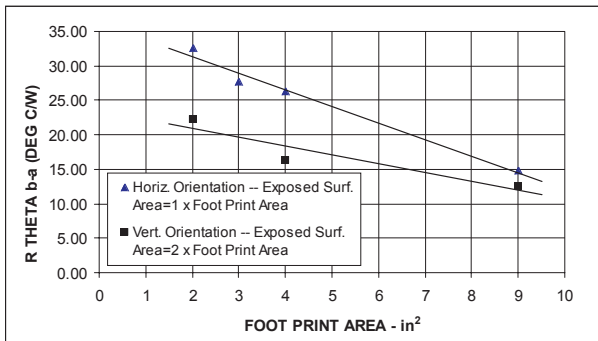 35.00
30.00
25.00
20.00
15.00
10.00
5.00
0.00
R THETA b-a (DEG C/W)
Horiz. Orientation -- Exposed Surf.
Area=1 x Foot Print Area
Vert. Orientation -- Exposed Surf.
Area=2 x Foot Print Area
0 1 2 3 4 5 6 7 8 9 10
FOOT PRINT AREA - in²